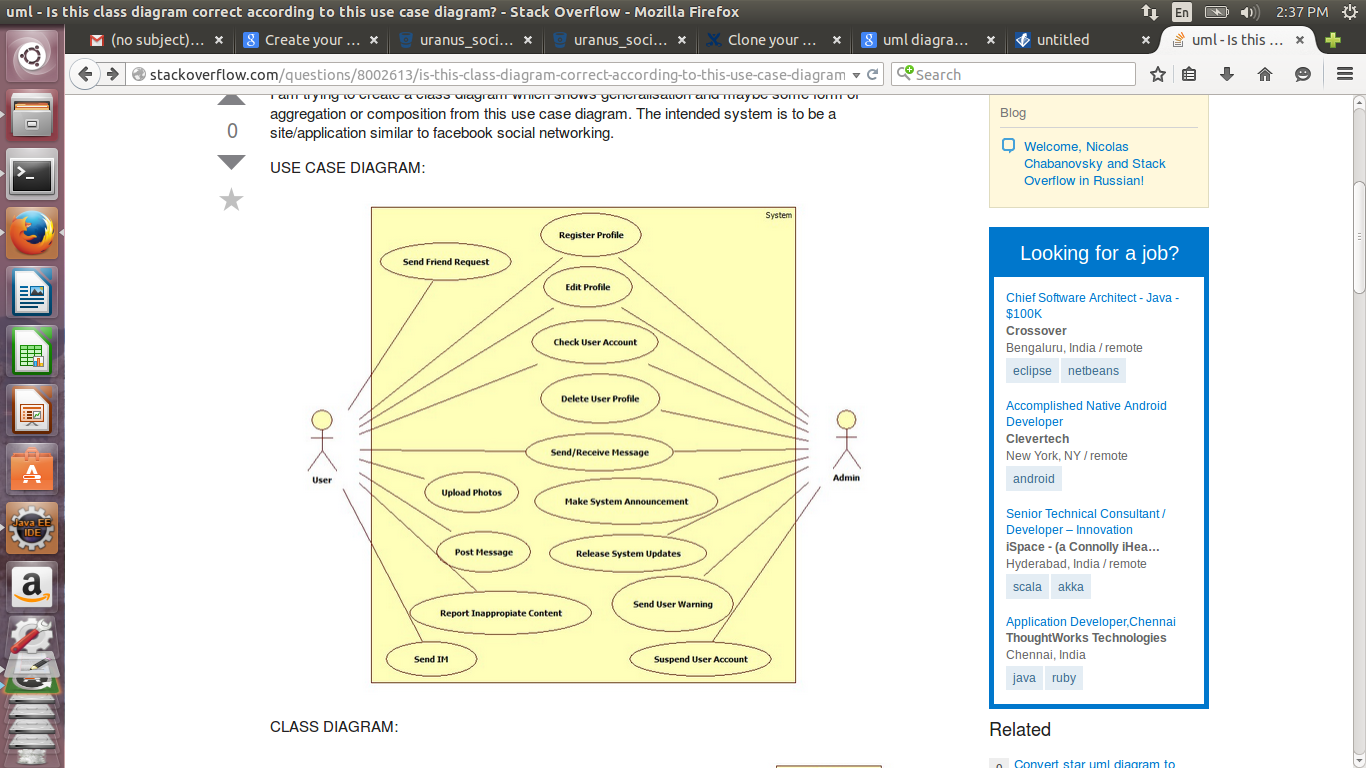 uml - Is this class diagram correct according to this use case diagram? - Stack Overflow - Mozilla Firefox
En
2:37 PM
(no subject)...
Create your ...
uranus_soci...
uranus_soci...
Clone your ...
uml diagra...
untitled
uml - Is this ...
stackoverflow.com/questions/8002613/is-this-class-diagram-correct-according-to-this-use-case-diagram
Search
I am trying to create a class diagram which shows generalisation and maybe some form of
aggregation or composition from this use case diagram. The intended system is to be a
site/application similar to facebook social networking.
0
USE CASE DIAGRAM:
System
Register Profile
Send Friend Request
Edit Profile
Check User Account
Delete User Profile
Send/Receive Message
User
Admin
Upload Photos
Make System Announcement
Post Message
Release System Updates
Send User Warning
Report Inappropiate Content
Send IM
Suspend User Account
CLASS DIAGRAM:
Blog
Welcome, Nicolas
Chabanovsky and Stack
Overflow in Russian!
Looking for a job?
Chief Software Architect - Java -
$100K
Crossover
Bengaluru, India / remote
eclipse netbeans
Accomplished Native Android
Developer
Clevertech
New York, NY / remote
android
Senior Technical Consultant /
Developer – Innovation
iSpace - (a Connolly iHea…
Hyderabad, India / remote
scala akka
Application Developer,Chennai
ThoughtWorks Technologies
Chennai, India
java ruby
Related
Convert star uml diagram to
Java EE
IDE